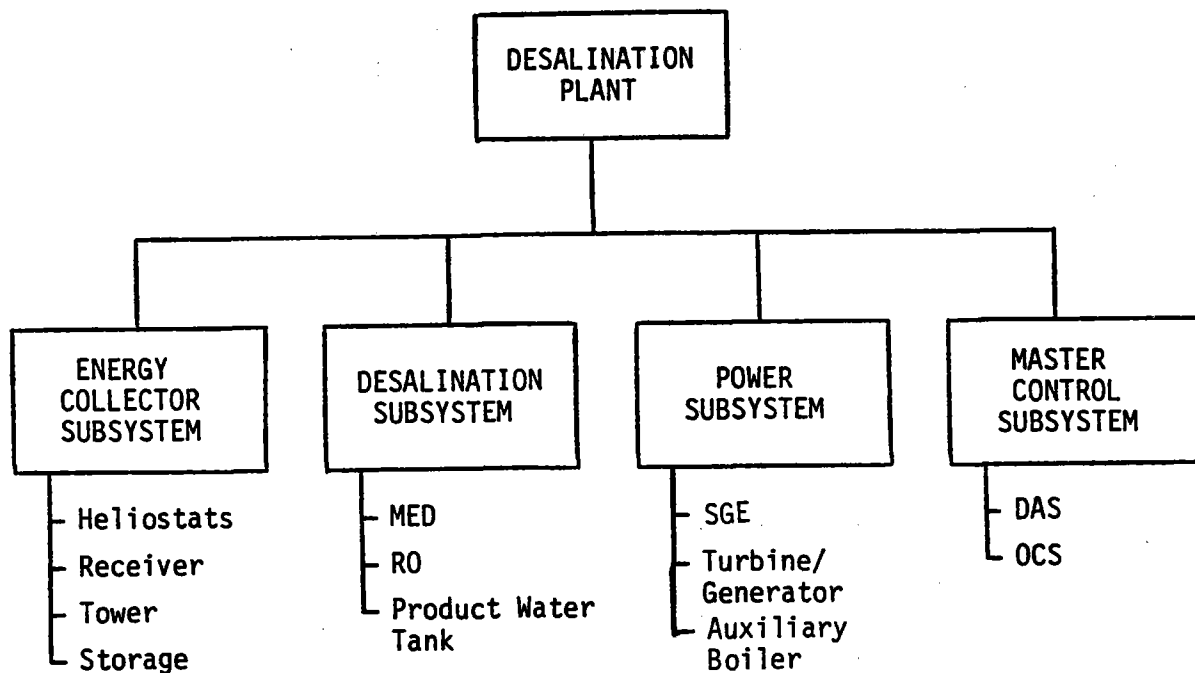 DESALINATION
PLANT
ENERGY
COLLECTOR
SUBSYSTEM
DESALINATION
SUBSYSTEM
POWER
SUBSYSTEM
MASTER
CONTROL
SUBSYSTEM
Heliostats
Receiver
Tower
Storage
MED
RO
Product Water
Tank
SGE
Turbine/
Generator
Auxiliary
Boiler
DAS
OCS